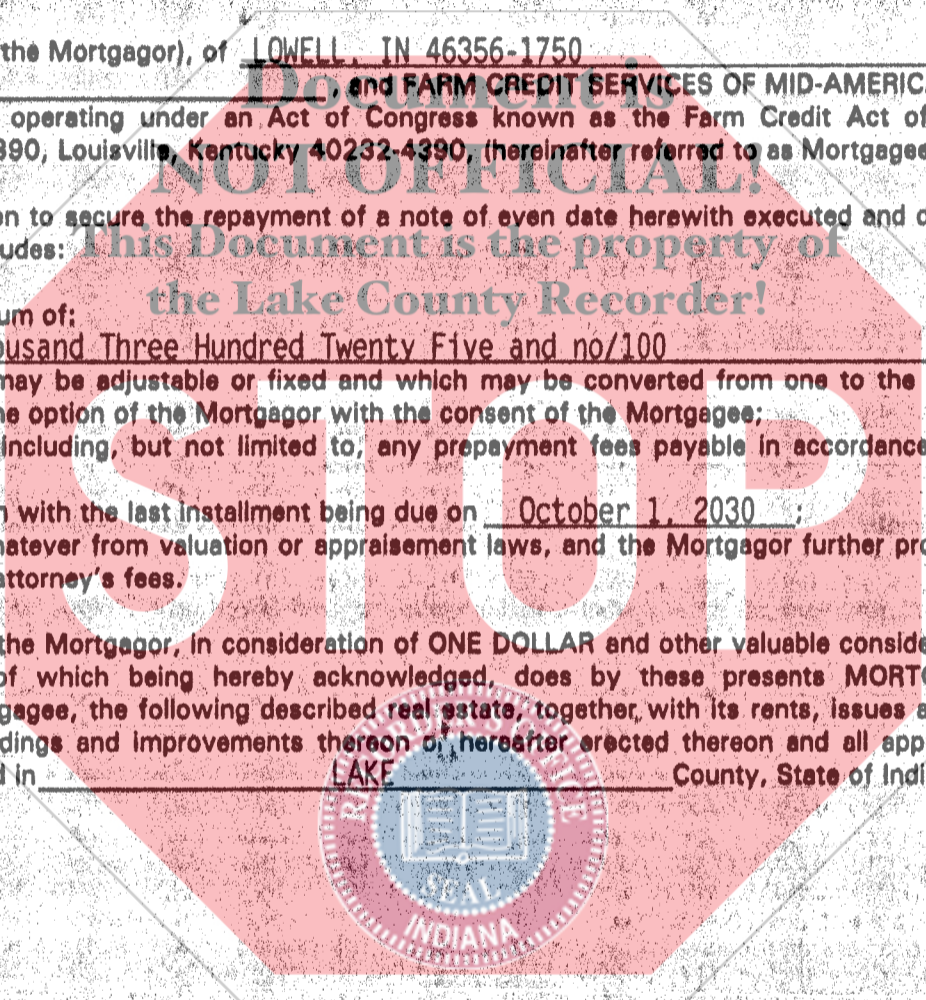 the Mortgagor), of LOWELL, IN 46356-1750
, and FARM CREDIT SERVICES OF MID-AMERIC
operating under an Act of Congress known as the Farm Credit Act of
390, Louisville, Kentucky 40232-4390, (hereinafter referred to as Mortgagee
on to secure the repayment of a note of even date herewith executed and d
udes:
um of:
ousand Three Hundred Twenty Five and no/100
may be adjustable or fixed and which may be converted from one to the
he option of the Mortgagor with the consent of the Mortgagee;
including, but not limited to, any prepayment fees payable in accordance
n with the last installment being due on October 1, 2030 ;
hatever from valuation or appraisement laws, and the Mortgagor further pro
attorney's fees.
the Mortgagor, in consideration of ONE DOLLAR and other valuable conside
of which being hereby acknowledged, does by these presents MORTG
gagee, the following described real estate, together with its rents, issues a
dings and improvements thereon or hereafter erected thereon and all app
d in LAKE County, State of Indi
Document is
NOT OFFICIAL!
This Document is the property of
the Lake County Recorder!
STOP
SEAL
INDIANA